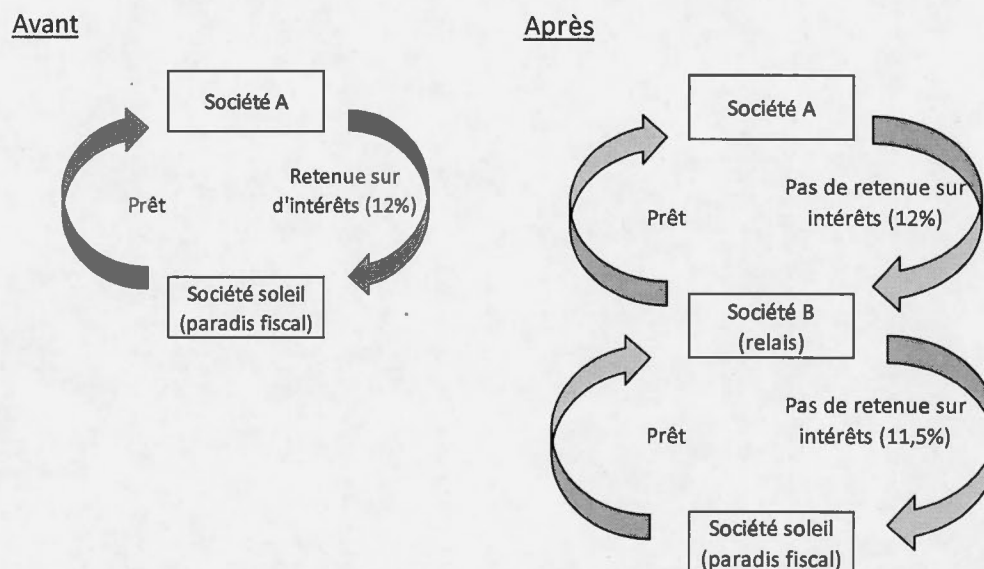 Avant
Société A
Prêt
Retenue sur
d'intérêts (12%)
Société soleil
(paradis fiscal)
Après
Société A
Prêt
Pas de retenue sur
intérêts (12%)
Société B
(relais)
Prêt
Pas de retenue sur
intérêts (11,5%)
Société soleil
(paradis fiscal)